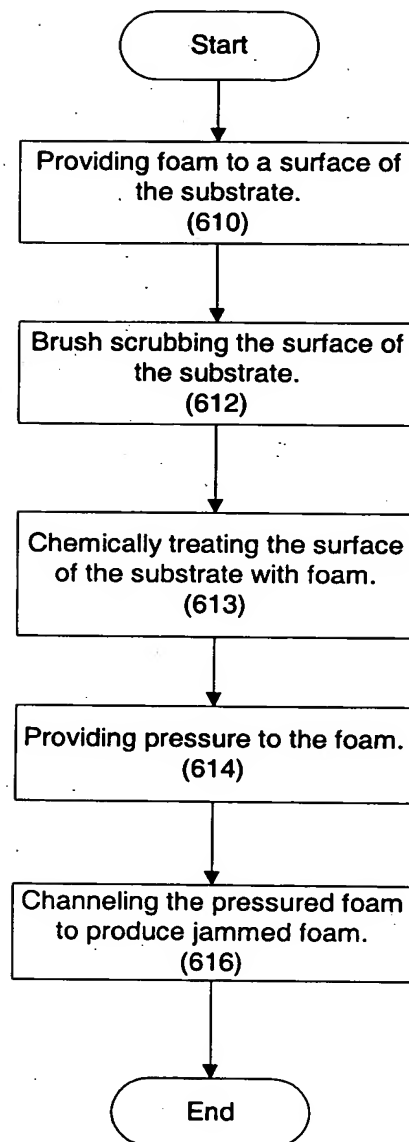 Start
Providing foam to a surface of
the substrate.
(610)
Brush scrubbing the surface of
the substrate.
(612)
Chemically treating the surface
of the substrate with foam.
(613)
Providing pressure to the foam.
(614)
Channeling the pressured foam
to produce jammed foam.
(616)
End